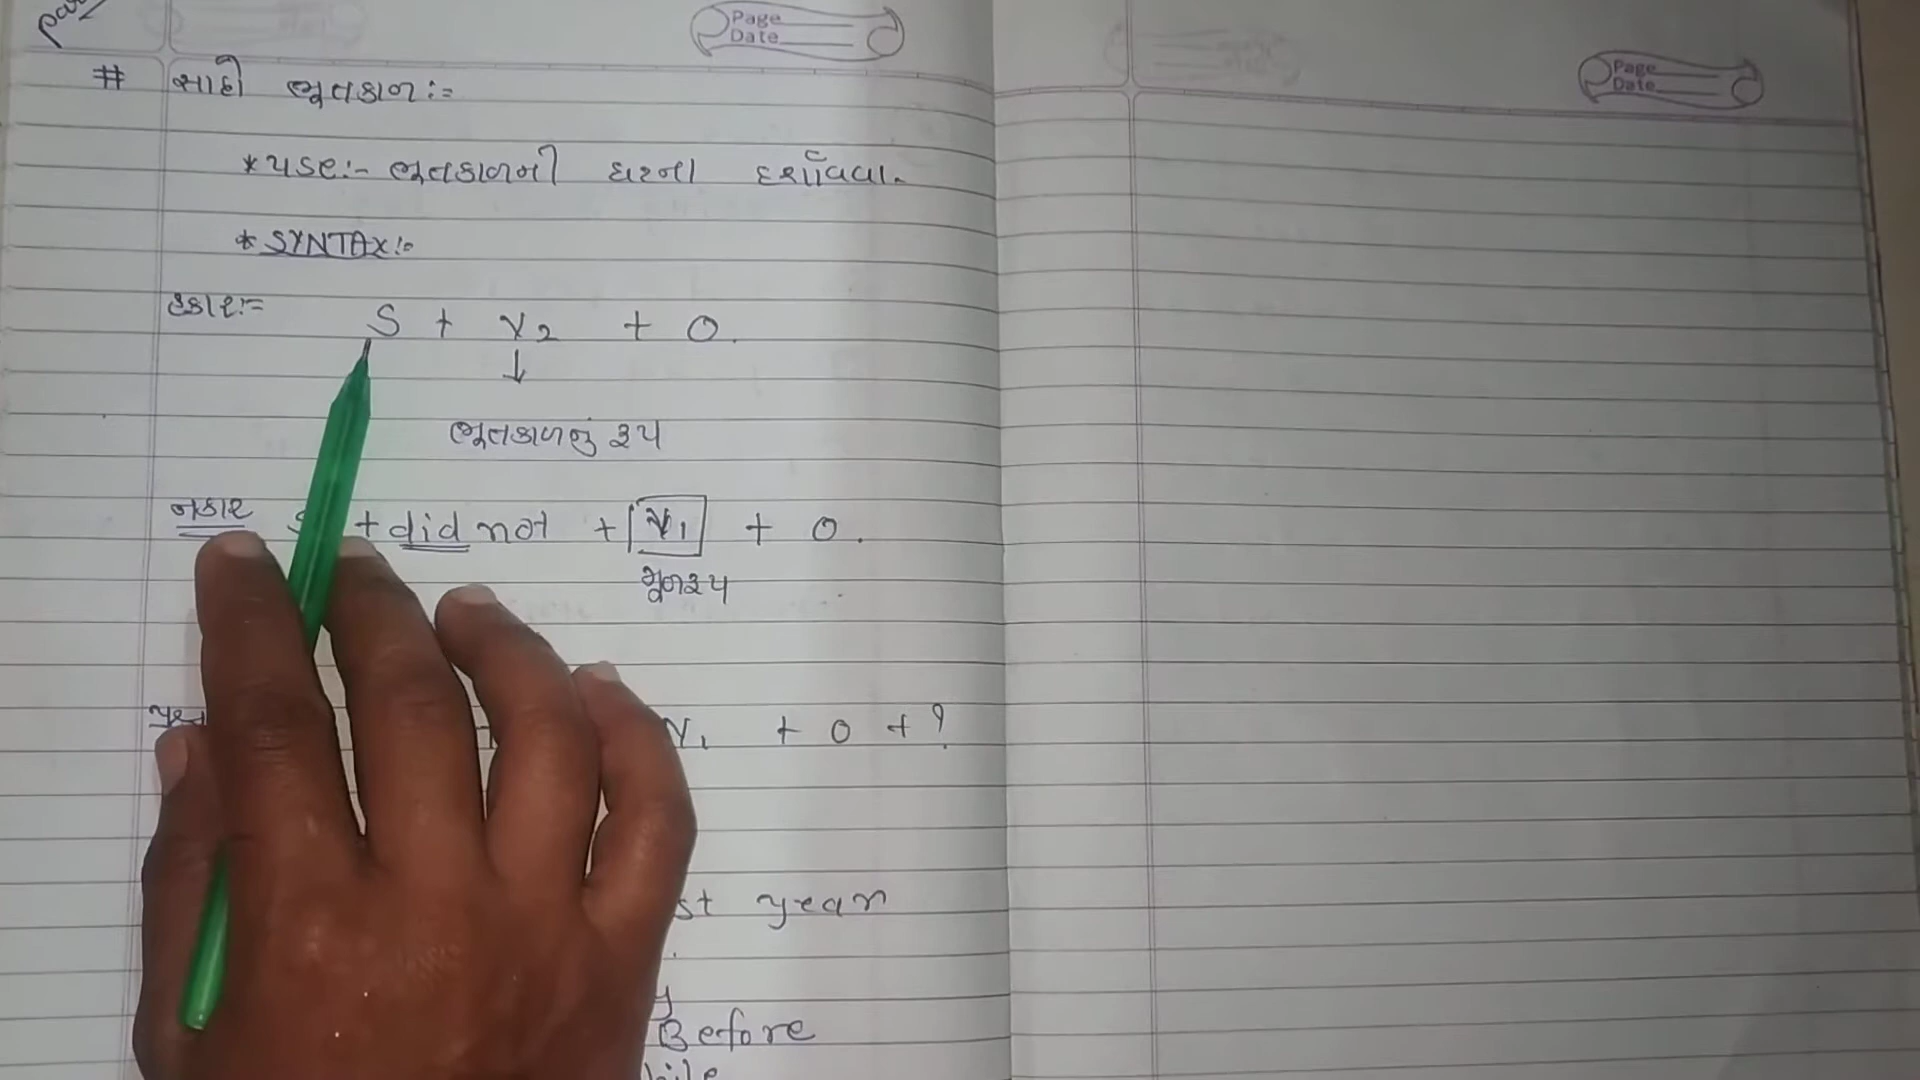 Page
Date
Page
Date
# સાદો ભૂતકાળ :-
* યઝ :- ભૂતકાળની ઘટના દર્શાવવા.
* SYNTAX :-
હકાર :- S + V2 + O.
↓
ભૂતકાળનું રૂપ
નકાર + did not + V1 + O.
મૂળરૂપ
V1 + O + ?
st year
y
Before